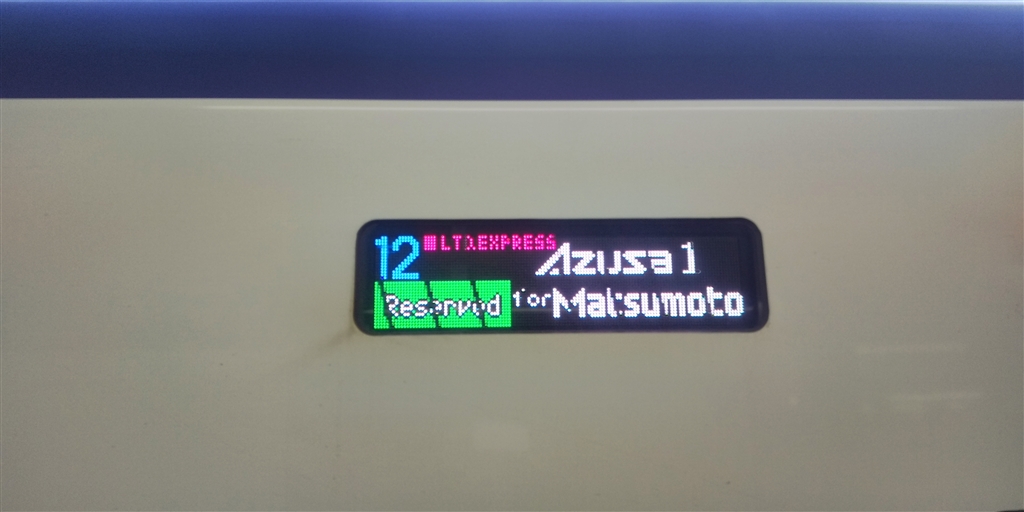 12 ■LTD.EXPRESS Azusa 1
Reserved for Matsumoto